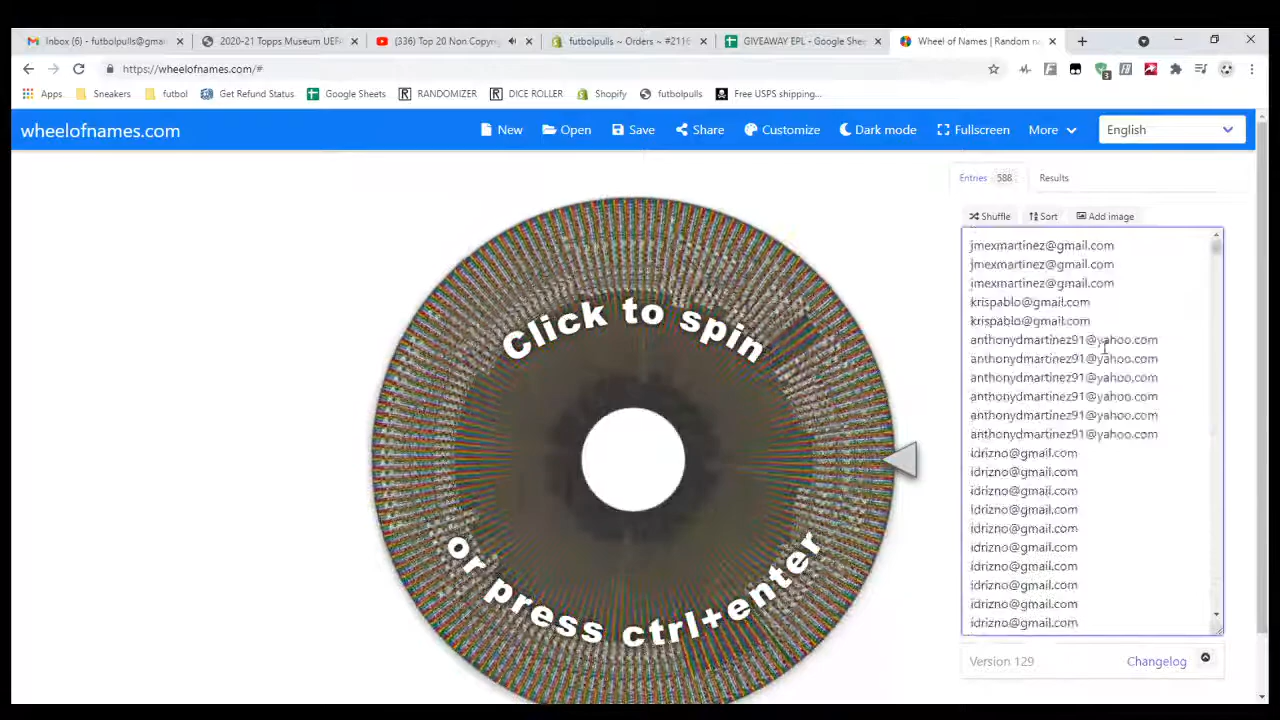 Inbox (6) - futbolpulls@gma
2020-21 Topps Museum UEF
(336) Top 20 Non Copyr
futbolpulls ~ Orders ~ #2116
GIVEAWAY EPL - Google Shee
Wheel of Names | Random n
https://wheelofnames.com/#
Apps
Sneakers
futbol
Get Refund Status
Google Sheets
RANDOMIZER
DICE ROLLER
Shopify
futbolpulls
Free USPS shipping...
wheelofnames.com
New
Open
Save
Share
Customize
Dark mode
Fullscreen
More
English
Entries 588
Results
Shuffle
Sort
Add image
jmexmartinez@gmail.com
jmexmartinez@gmail.com
jmexmartinez@gmail.com
krispablo@gmail.com
krispablo@gmail.com
anthonydmartinez91@yahoo.com
anthonydmartinez91@yahoo.com
anthonydmartinez91@yahoo.com
anthonydmartinez91@yahoo.com
anthonydmartinez91@yahoo.com
anthonydmartinez91@yahoo.com
idrizno@gmail.com
idrizno@gmail.com
idrizno@gmail.com
idrizno@gmail.com
idrizno@gmail.com
idrizno@gmail.com
idrizno@gmail.com
idrizno@gmail.com
idrizno@gmail.com
idrizno@gmail.com
Click to spin
or press ctrl+enter
Version 129
Changelog